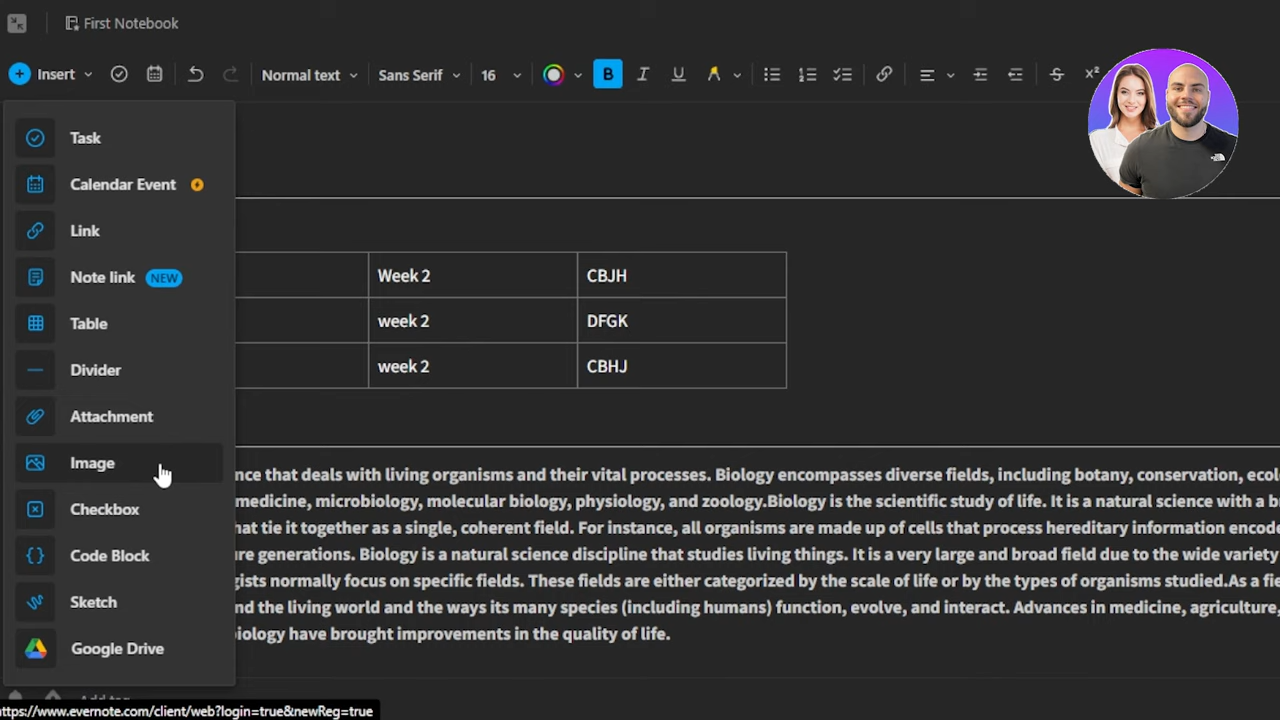 First Notebook
Insert
Normal text
Sans Serif
16
B
I
U
S
x²
Task
Calendar Event
Link
Note link NEW
Table
Divider
Attachment
Image
Checkbox
Code Block
Sketch
Google Drive
Week 2 CBJH
week 2 DFGK
week 2 CBHJ
nce that deals with living organisms and their vital processes. Biology encompasses diverse fields, including botany, conservation, ecol
medicine, microbiology, molecular biology, physiology, and zoology.Biology is the scientific study of life. It is a natural science with a b
hat tie it together as a single, coherent field. For instance, all organisms are made up of cells that process hereditary information encode
ure generations. Biology is a natural science discipline that studies living things. It is a very large and broad field due to the wide variety
gists normally focus on specific fields. These fields are either categorized by the scale of life or by the types of organisms studied.As a fie
and the living world and the ways its many species (including humans) function, evolve, and interact. Advances in medicine, agriculture,
biology have brought improvements in the quality of life.
Add tag
https://www.evernote.com/client/web?login=true&newReg=true